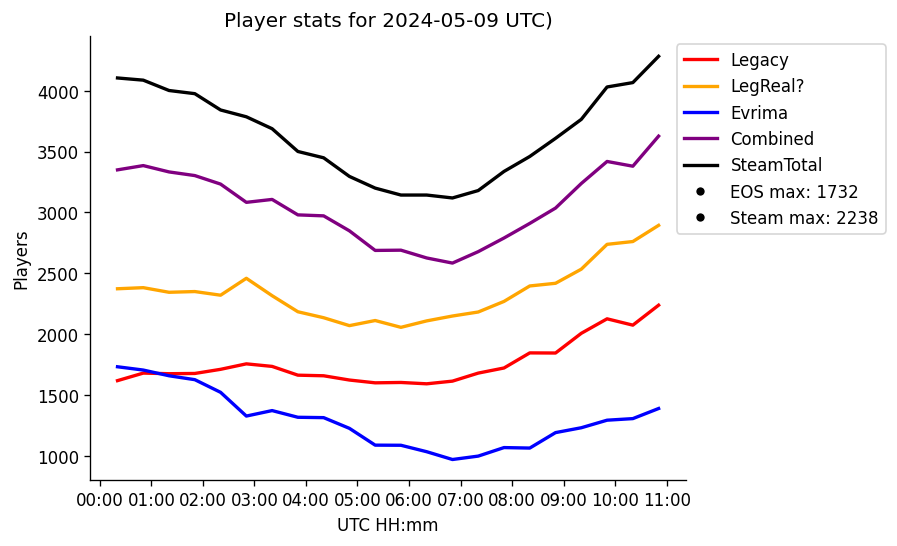 Player stats for 2024-05-09 UTC)
Players
4000
3500
3000
2500
2000
1500
1000
00:00 01:00 02:00 03:00 04:00 05:00 06:00 07:00 08:00 09:00 10:00 11:00
UTC HH:mm
Legacy
LegReal?
Evrima
Combined
SteamTotal
EOS max: 1732
Steam max: 2238